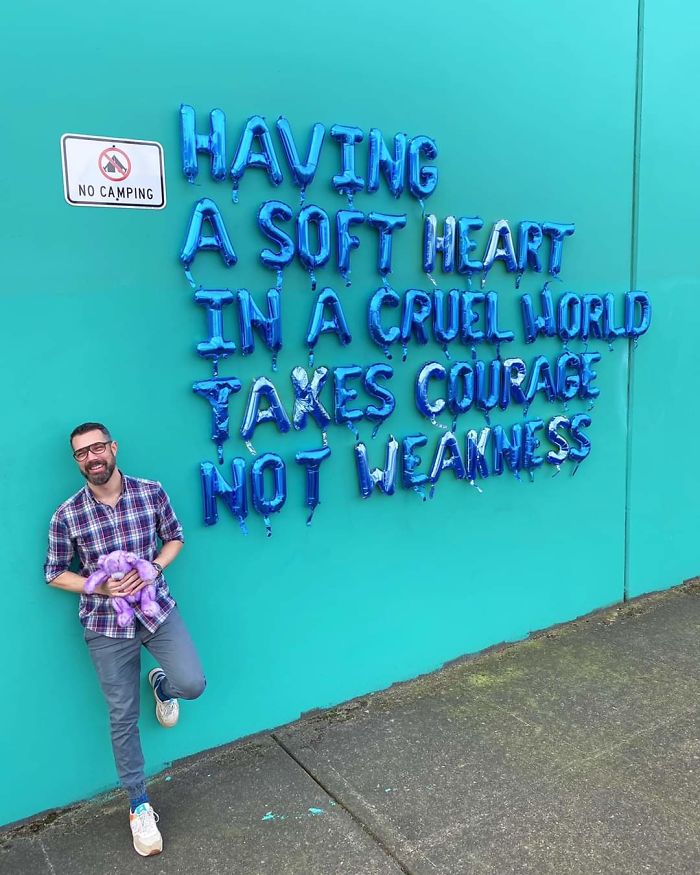 NO CAMPING
HAVING
A SOFT HEART
IN A CRUEL WORLD
TAKES COURAGE
NOT WEAKNESS